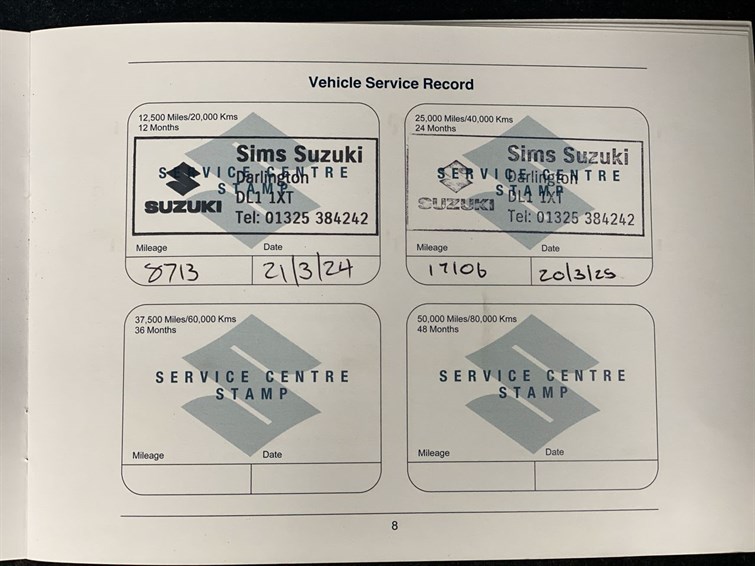 Vehicle Service Record
12,500 Miles/20,000 Kms
12 Months
SERVICE CENTRE
STAMP
Sims Suzuki
Darlington
DL1 1XT
Tel: 01325 384242
SUZUKI
Mileage
Date
8713
21/3/24
25,000 Miles/40,000 Kms
24 Months
SERVICE CENTRE
STAMP
Sims Suzuki
Darlington
DL1 1XT
Tel: 01325 384242
SUZUKI
Mileage
Date
17106
20/3/25
37,500 Miles/60,000 Kms
36 Months
SERVICE CENTRE
STAMP
Mileage
Date
50,000 Miles/80,000 Kms
48 Months
SERVICE CENTRE
STAMP
Mileage
Date
8